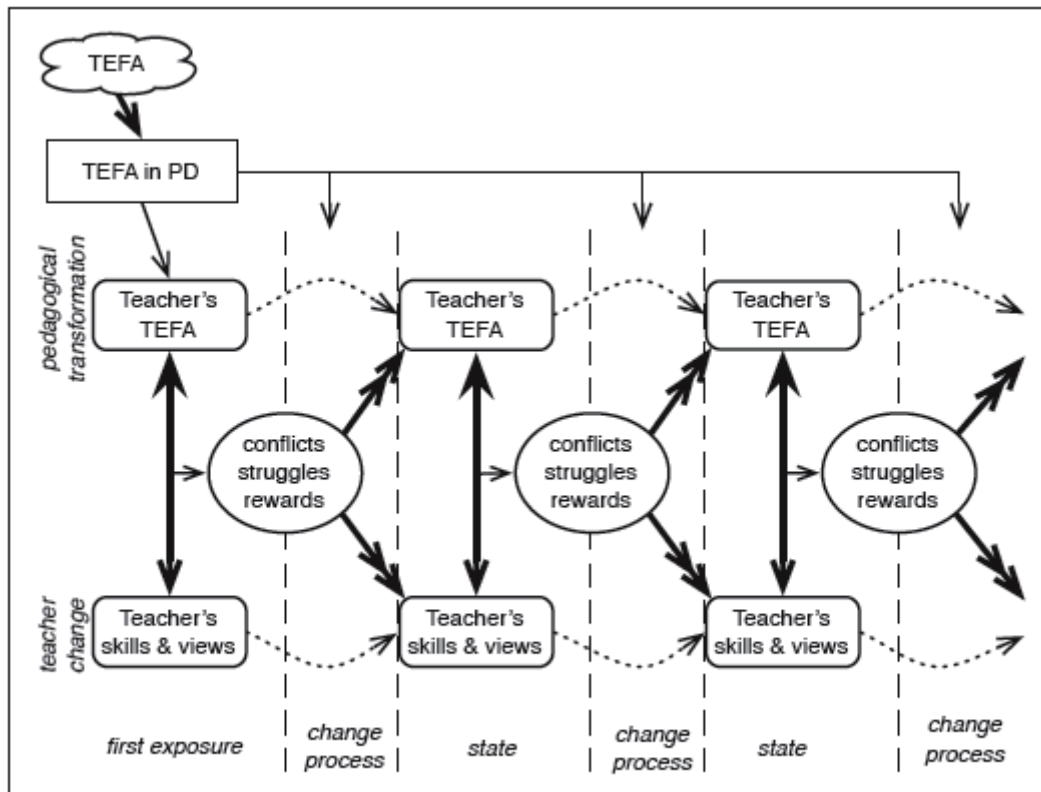 TEFA
TEFA in PD
pedagogical
transformation
Teacher's
TEFA
Teacher's
TEFA
Teacher's
TEFA
conflicts
struggles
rewards
conflicts
struggles
rewards
conflicts
struggles
rewards
teacher
change
Teacher's
skills & views
Teacher's
skills & views
Teacher's
skills & views
first exposure
change
process
state
change
process
state
change
process